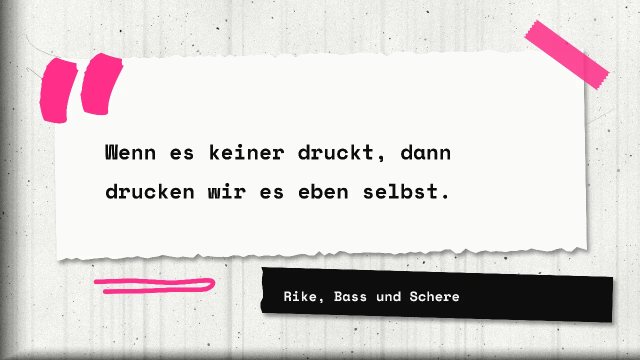 Wenn es keiner druckt, dann
drucken wir es eben selbst.
Rike, Bass und Schere